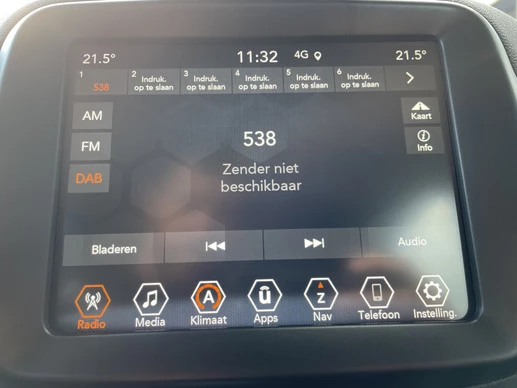 21.5° 11:32 4G 21.5°
1 2 Indruk. 3 Indruk. 4 Indruk. 5 Indruk. 6 Indruk.
538 op te slaan op te slaan op te slaan op te slaan op te slaan
AM
Kaart
538
FM
Info
Zender niet
DAB
beschikbaar
Bladeren Audio
A û Z
Radio Media Klimaat Apps Nav Telefoon Instelling.